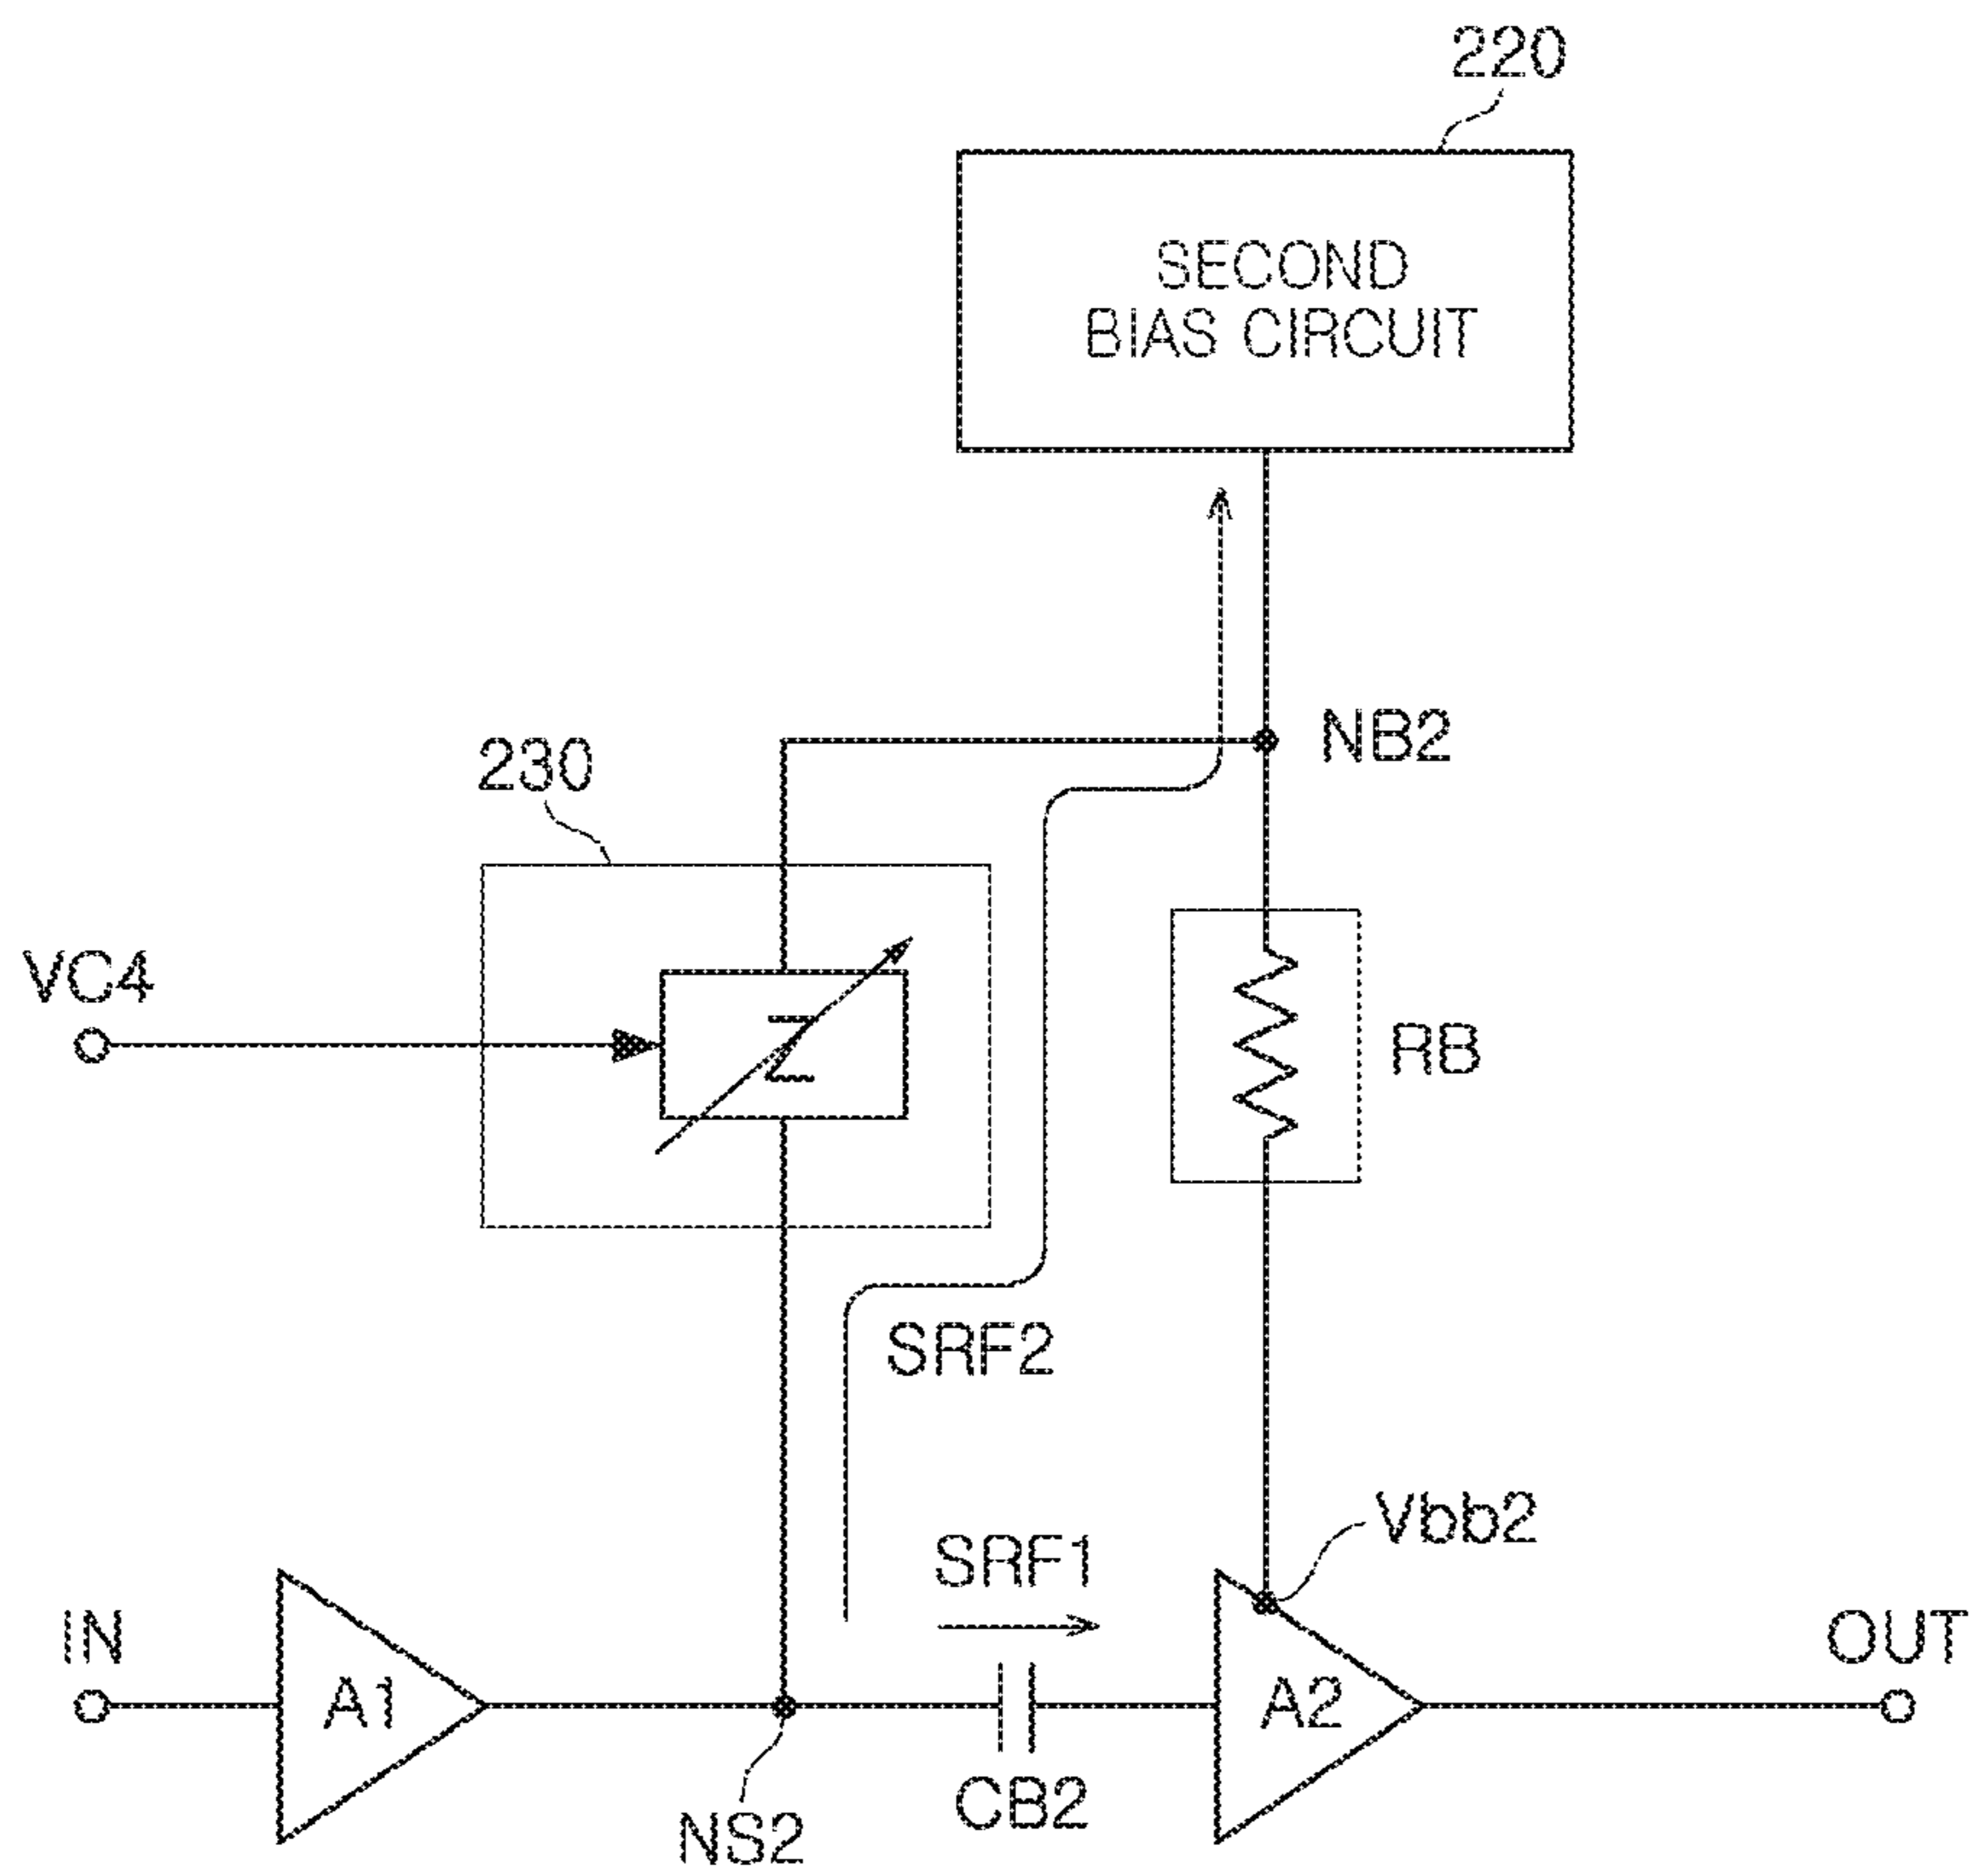 220
SECOND
BIAS CIRCUIT
NB2
230
VC4
Z
RB
SRF2
Vbb2
SRF1
IN
OUT
A1
A2
CB2
NS2